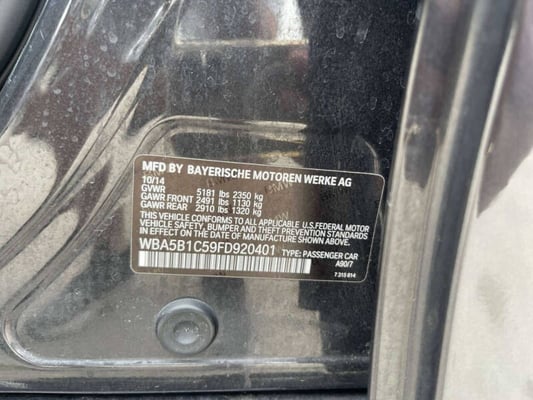 MFD BY BAYERISCHE MOTOREN WERKE AG
10/14
GVWR 5181 lbs 2350 kg
GAWR FRONT 2491 lbs 1130 kg
GAWR REAR 2910 lbs 1320 kg
THIS VEHICLE CONFORMS TO ALL APPLICABLE U.S.FEDERAL MOTOR
VEHICLE SAFETY, BUMPER, AND THEFT PREVENTION STANDARDS
IN EFFECT ON THE DATE OF MANUFACTURE SHOWN ABOVE.
WBA5B1C59FD920401 TYPE: PASSENGER CAR
A90/7
7 315 614